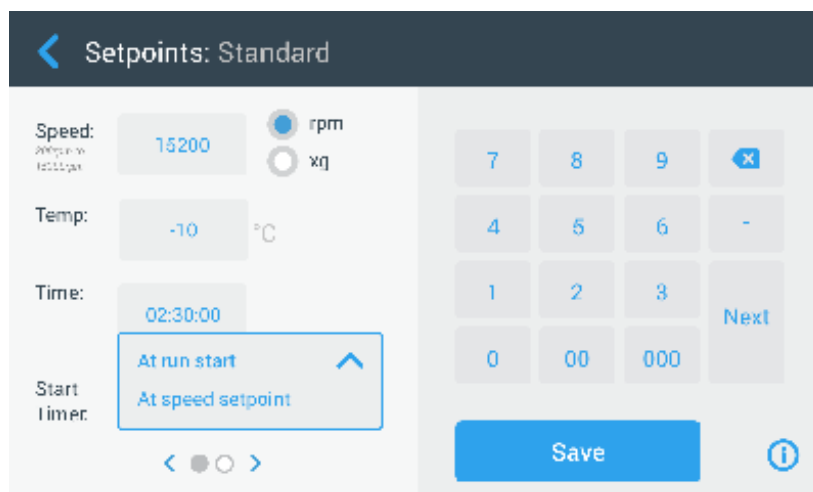 Setpoints: Standard
Speed:
15200
rpm
xg
Temp:
-10
°C
Time:
02:30:00
At run start
At speed setpoint
Start
Timer:
7 8 9
4 5 6 -
1 2 3
Next
0 00 000
Save